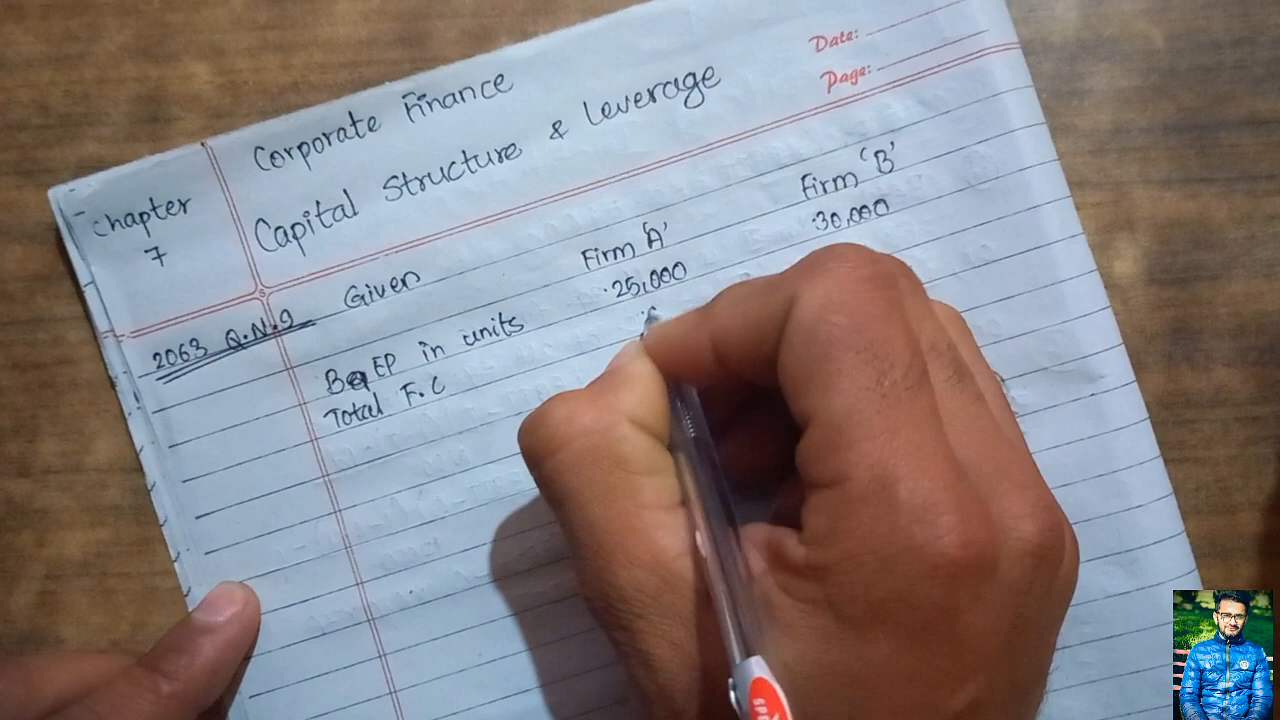 Date:
Page:
Corporate Finance
Chapter 7
Capital Structure & Leverage
2063 Q.N.9
Given Firm 'A' Firm 'B'
BEP in units 25,000 30,000
Total F.C